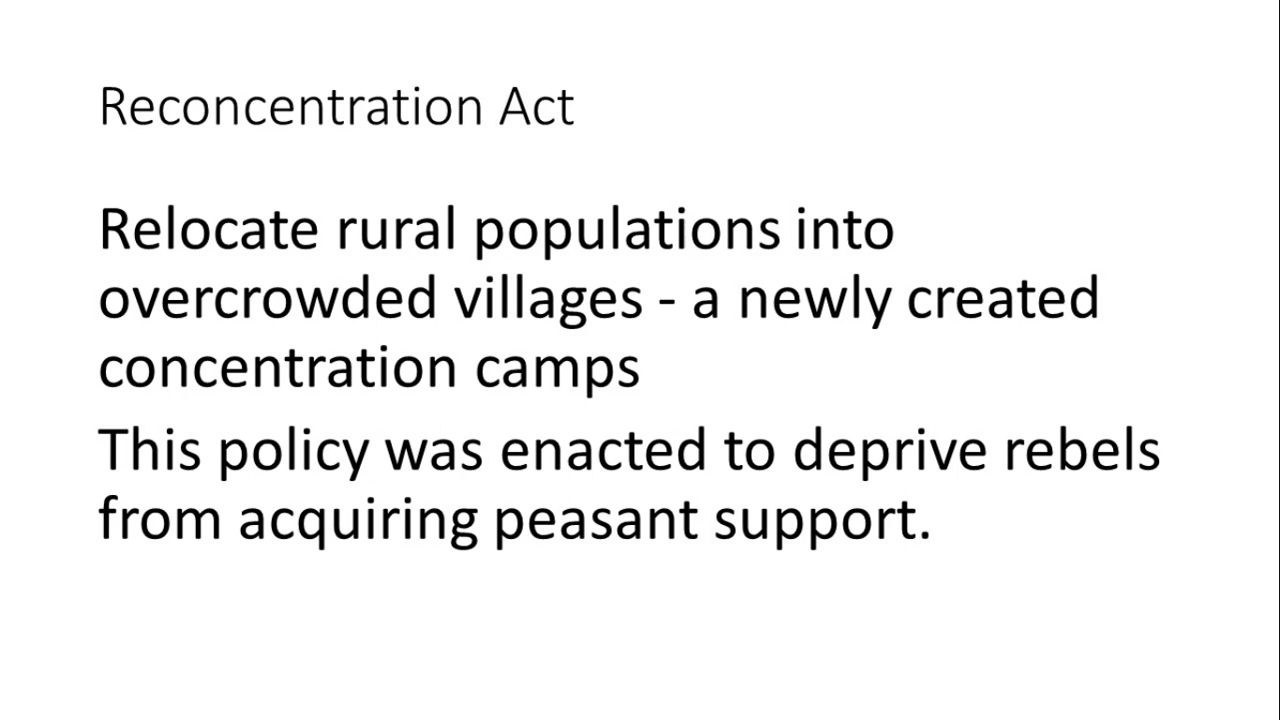 Reconcentration Act
Relocate rural populations into
overcrowded villages - a newly created
concentration camps
This policy was enacted to deprive rebels
from acquiring peasant support.